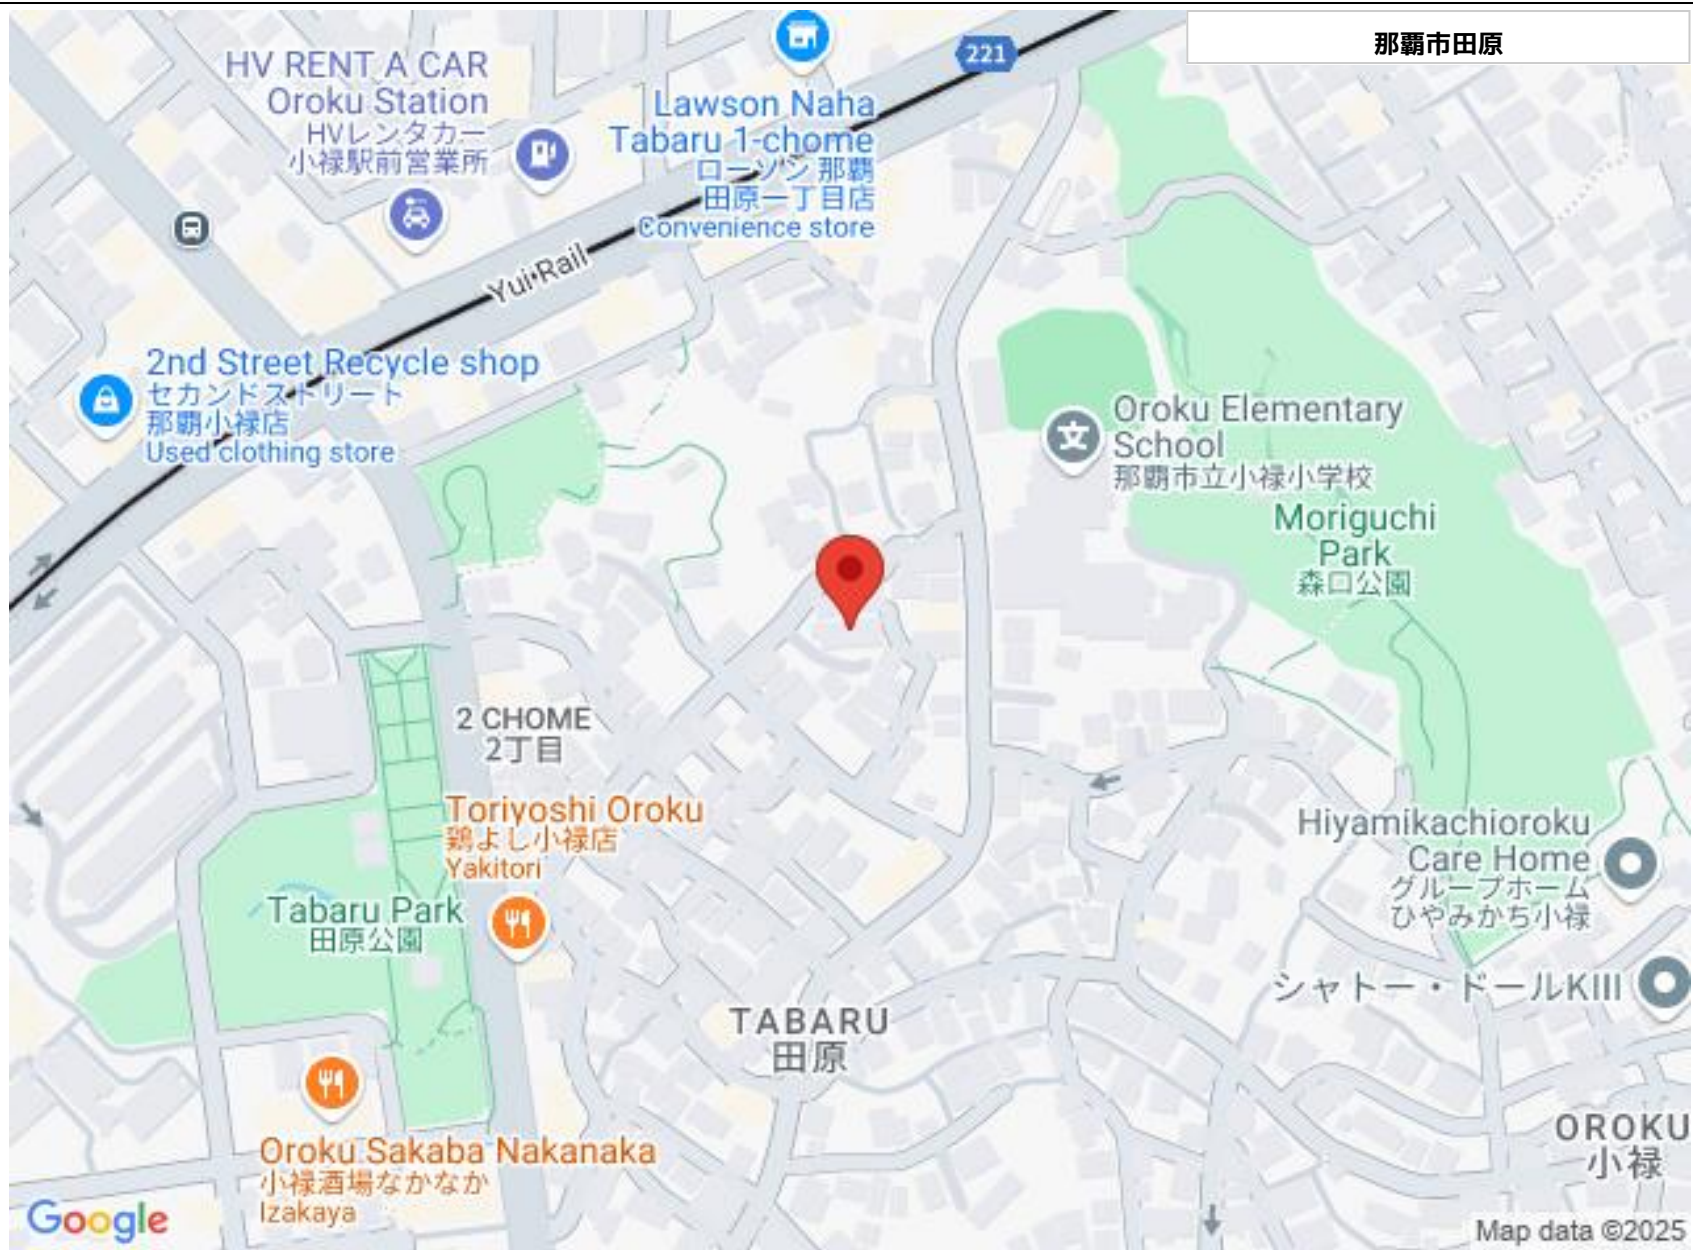 那覇市田原
221
HV RENT A CAR
Oroku Station
HVレンタカー
小禄駅前営業所
Lawson Naha
Tabaru 1-chome
ローソン 那覇
田原一丁目店
Convenience store
Yui Rail
2nd Street Recycle shop
セカンドストリート
那覇小禄店
Used clothing store
文
Oroku Elementary
School
那覇市立小禄小学校
Moriguchi
Park
森口公園
2 CHOME
2丁目
Toriyoshi Oroku
鶏よし小禄店
Yakitori
Hiyamikachioroku
Care Home
グループホーム
ひやみかち小禄
Tabaru Park
田原公園
シャトー・ドールKIII
TABARU
田原
Oroku Sakaba Nakanaka
小禄酒場なかなか
Izakaya
OROKU
小禄
Google
Map data ©2025